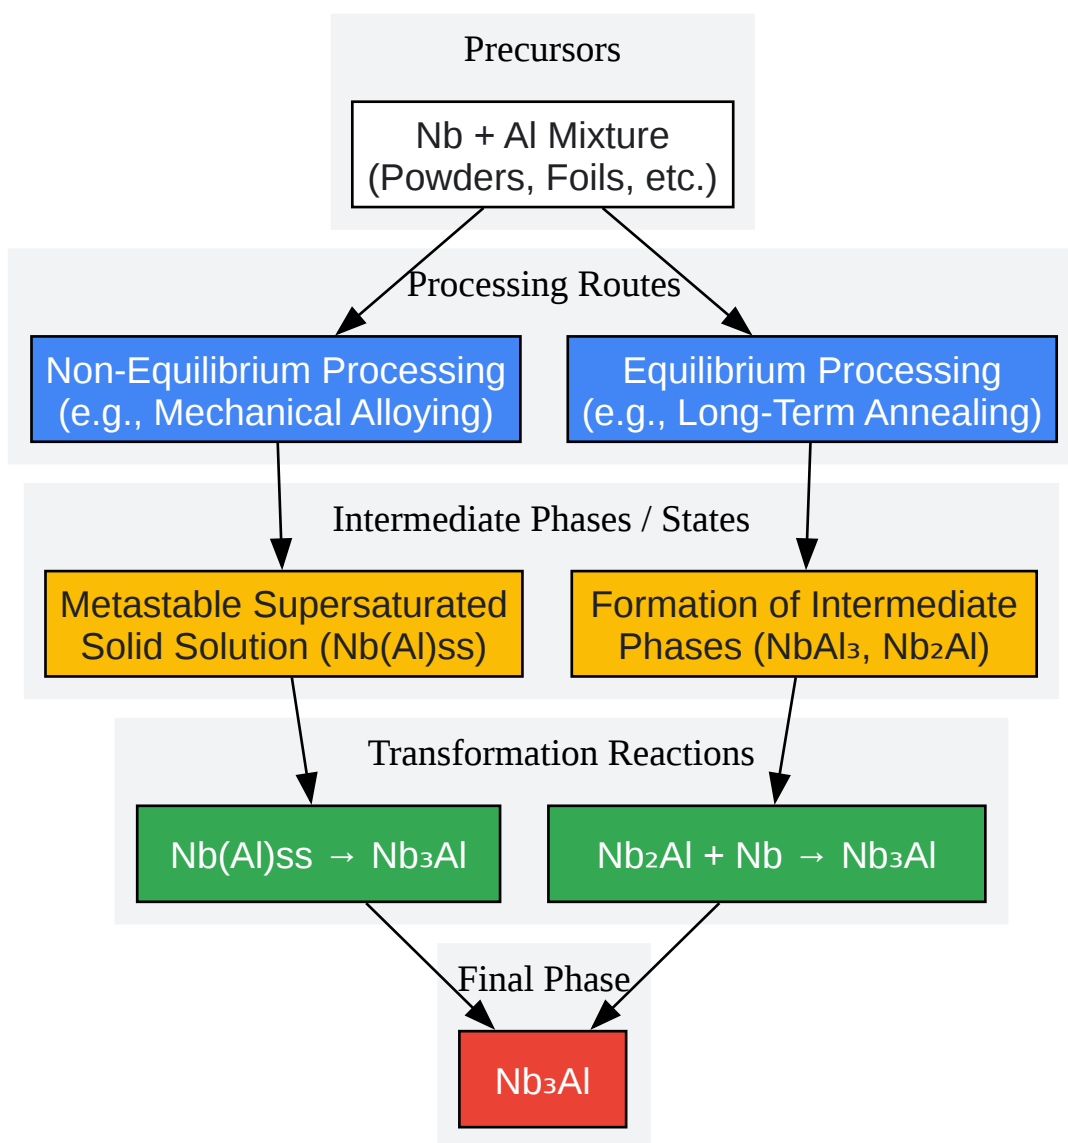 Precursors
Nb + Al Mixture
(Powders, Foils, etc.)
Processing Routes
Non-Equilibrium Processing
(e.g., Mechanical Alloying)
Equilibrium Processing
(e.g., Long-Term Annealing)
Intermediate Phases / States
Metastable Supersaturated
Solid Solution (Nb(Al)ss)
Formation of Intermediate
Phases (NbAl₃, Nb₂Al)
Transformation Reactions
Nb(Al)ss → Nb₃Al
Nb₂Al + Nb → Nb₃Al
Final Phase
Nb₃Al